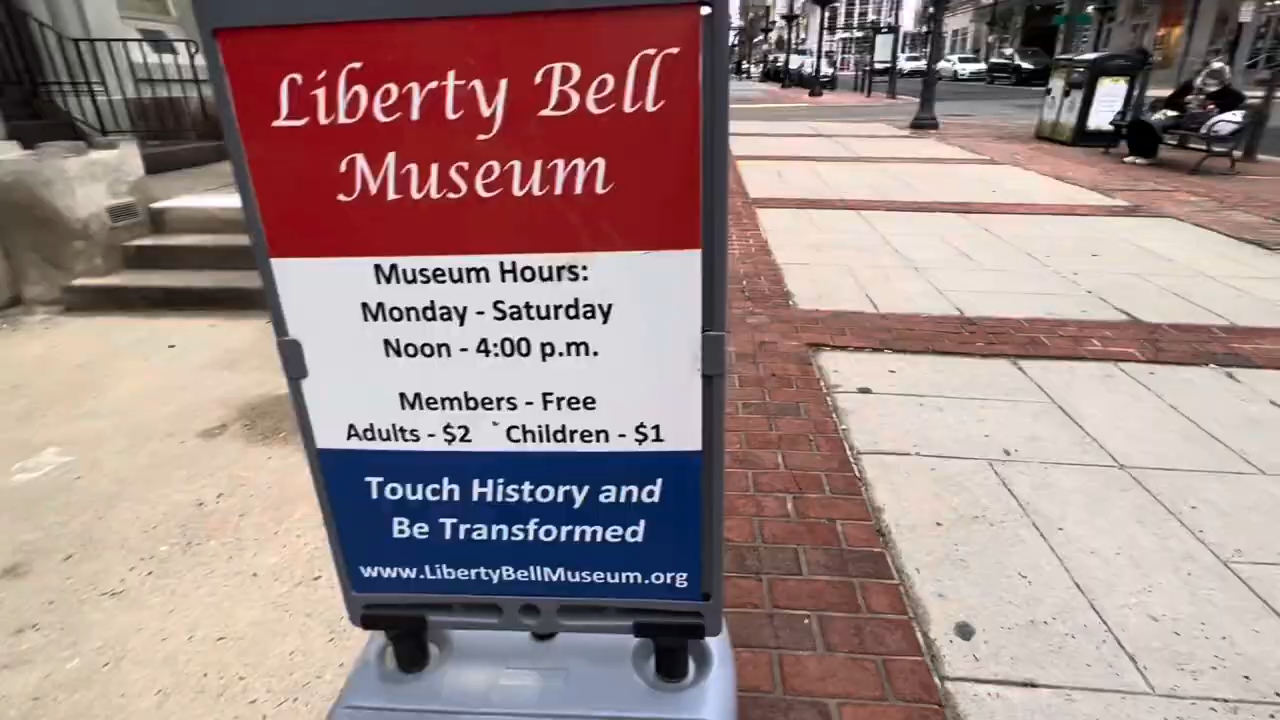 Liberty Bell
Museum
Museum Hours:
Monday - Saturday
Noon - 4:00 p.m.
Members - Free
Adults - $2 Children - $1
Touch History and
Be Transformed
www.LibertyBellMuseum.org